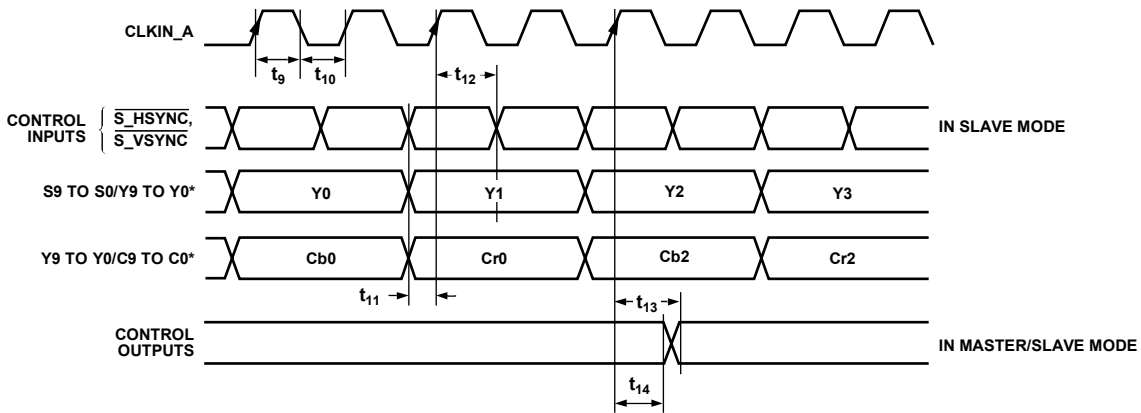 CLKIN_A
t9
t10
t12
CONTROL
INPUTS
S_HSYNC,
S_VSYNC
IN SLAVE MODE
S9 TO S0/Y9 TO Y0*
Y0
Y1
Y2
Y3
Y9 TO Y0/C9 TO C0*
Cb0
Cr0
Cb2
Cr2
t11
t13
CONTROL
OUTPUTS
IN MASTER/SLAVE MODE
t14